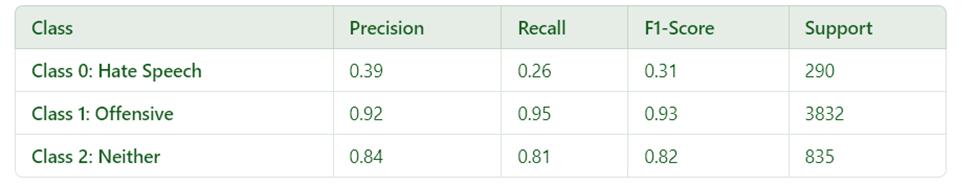 Class Precision Recall F1-Score Support
Class 0: Hate Speech 0.39 0.26 0.31 290
Class 1: Offensive 0.92 0.95 0.93 3832
Class 2: Neither 0.84 0.81 0.82 835